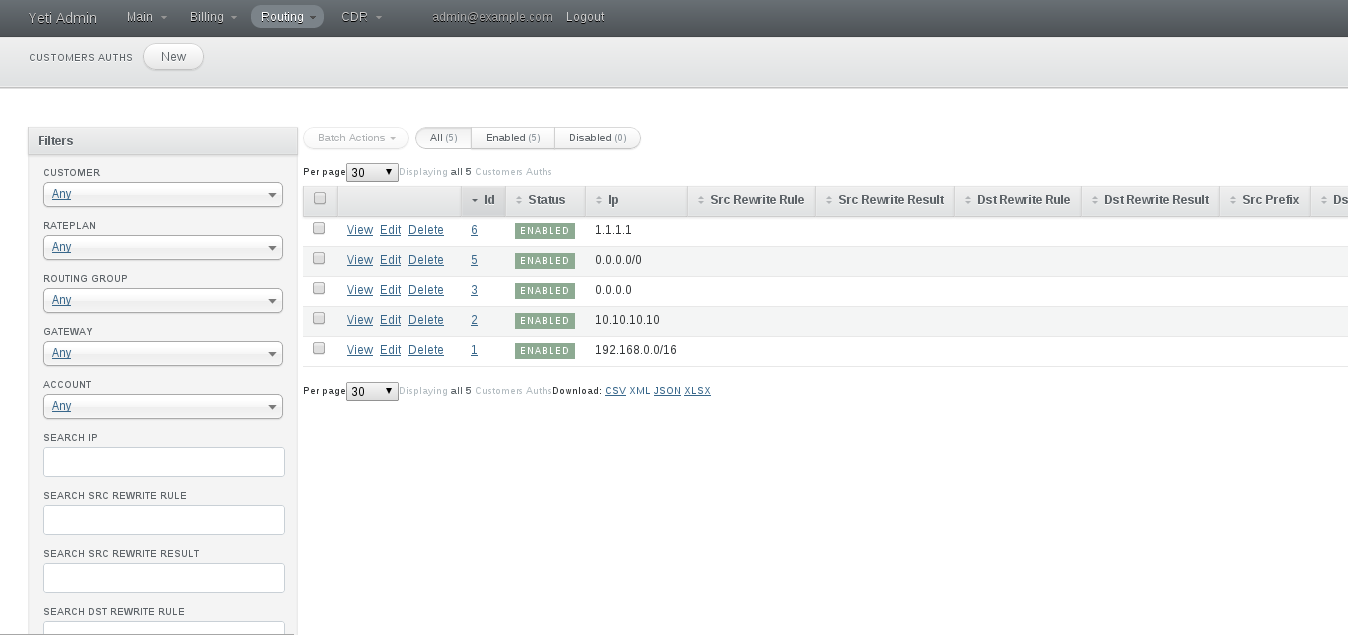 Yeti Admin Main Billing Routing CDR admin@example.com Logout
CUSTOMERS AUTHS New
Filters
CUSTOMER
Any
RATEPLAN
Any
ROUTING GROUP
Any
GATEWAY
Any
ACCOUNT
Any
SEARCH IP
SEARCH SRC REWRITE RULE
SEARCH SRC REWRITE RESULT
SEARCH DST REWRITE RULE
Batch Actions All (5) Enabled (5) Disabled (0)
Per page 30 Displaying all 5 Customers Auths
Id Status Ip Src Rewrite Rule Src Rewrite Result Dst Rewrite Rule Dst Rewrite Result Src Prefix Ds
View Edit Delete 6 ENABLED 1.1.1.1
View Edit Delete 5 ENABLED 0.0.0.0/0
View Edit Delete 3 ENABLED 0.0.0.0
View Edit Delete 2 ENABLED 10.10.10.10
View Edit Delete 1 ENABLED 192.168.0.0/16
Per page 30 Displaying all 5 Customers Auths Download: CSV XML JSON XLSX